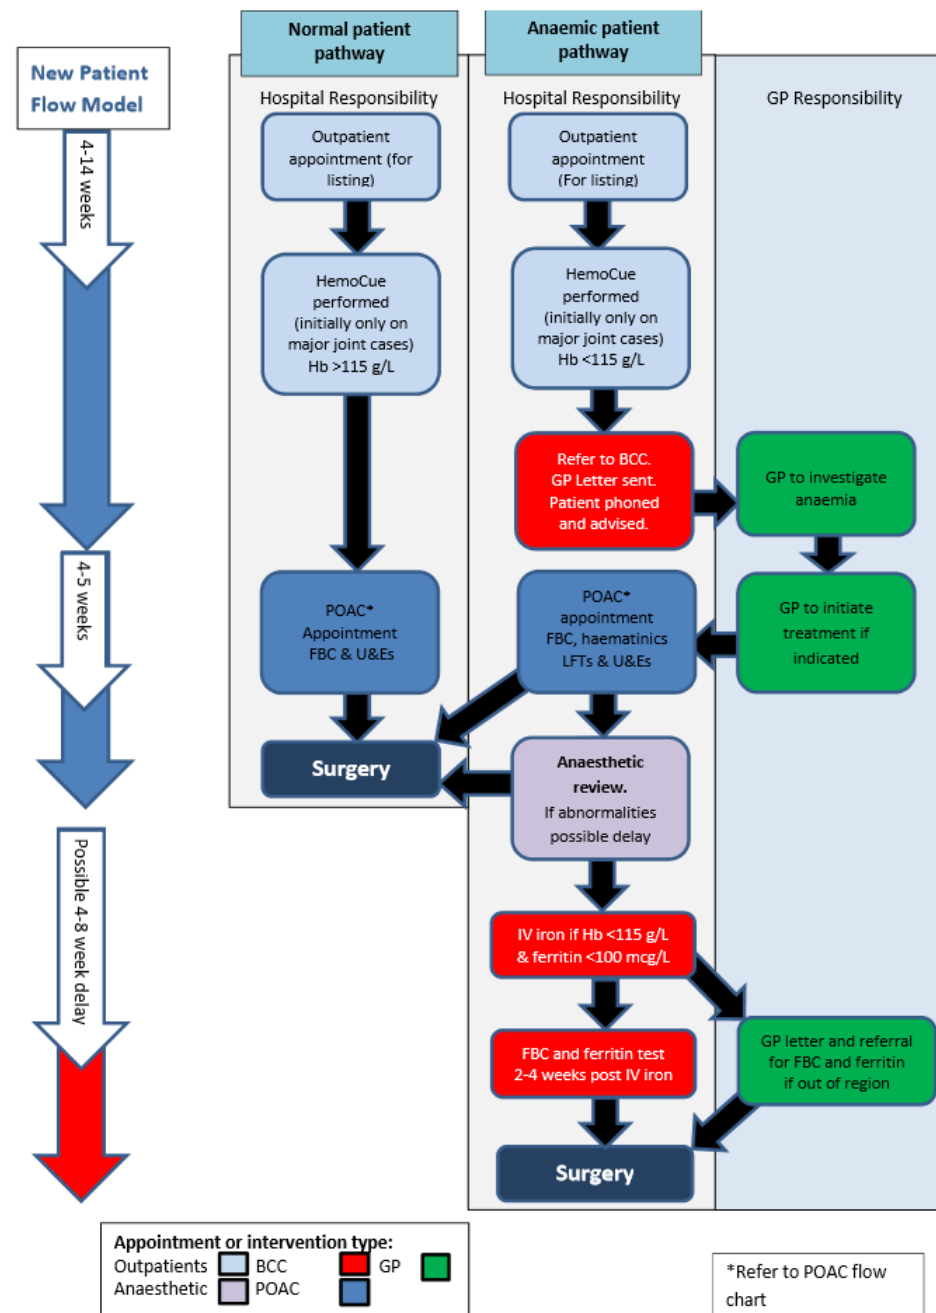 New Patient
Flow Model
4-14 weeks
4-5 weeks
Possible 4-8 week delay
Normal patient
pathway
Hospital Responsibility
Outpatient
appointment (for
listing)
HemoCue
performed
(initially only on
major joint cases)
Hb >115 g/L
POAC*
Appointment
FBC & U&Es
Surgery
Anaemic patient
pathway
Hospital Responsibility
Outpatient
appointment
(For listing)
HemoCue
performed
(initially only on
major joint cases)
Hb <115 g/L
Refer to BCC.
GP Letter sent.
Patient phoned
and advised.
POAC*
appointment
FBC, haematinics
LFTs & U&Es
Anaesthetic
review.
If abnormalities
possible delay
IV iron if Hb <115 g/L
& ferritin <100 mcg/L
FBC and ferritin test
2-4 weeks post IV iron
Surgery
GP Responsibility
GP to investigate
anaemia
GP to initiate
treatment if
indicated
GP letter and referral
for FBC and ferritin
if out of region
Appointment or intervention type:
Outpatients BCC GP
Anaesthetic POAC
*Refer to POAC flow
chart